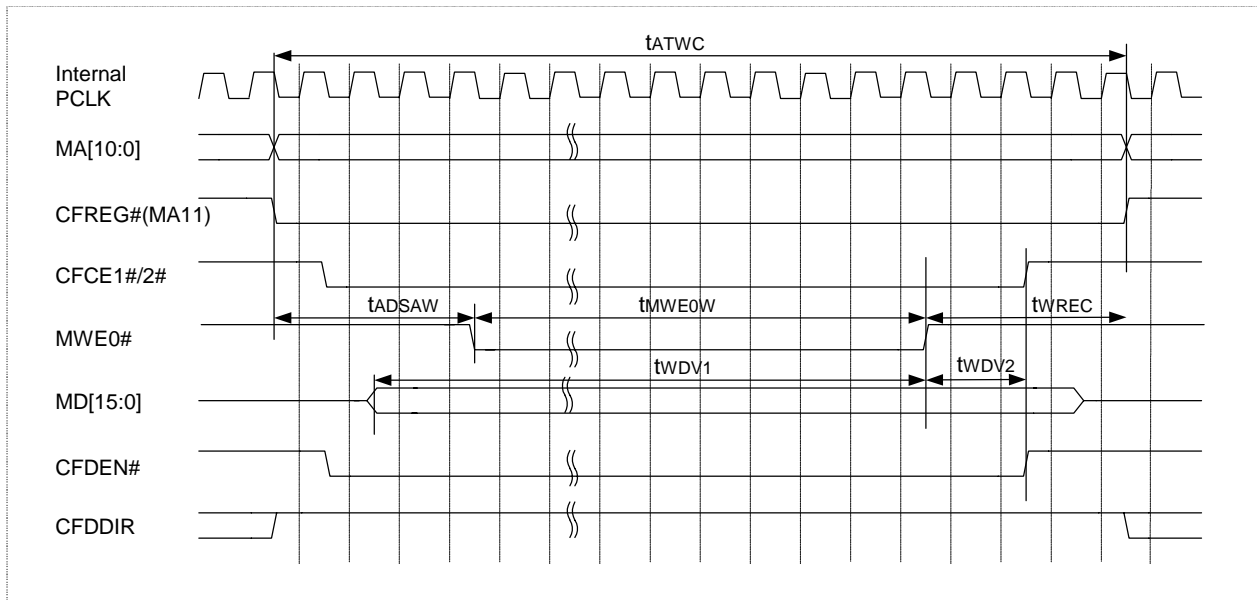 tATWC
Internal
PCLK
MA[10:0]
CFREG#(MA11)
CFCE1#/2#
tADSAW
tMWE0W
tWREC
MWE0#
tWDV1
tWDV2
MD[15:0]
CFDEN#
CFDDIR